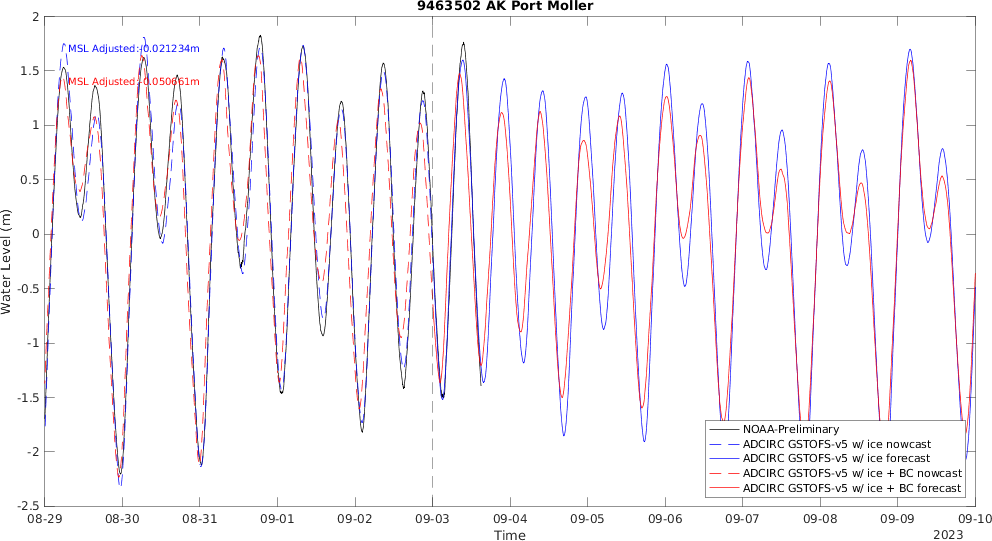 9463502 AK Port Moller
MSL Adjusted:-0.021234m
MSL Adjusted:-0.050661m
Water Level (m)
2
1.5
1
0.5
0
-0.5
-1
-1.5
-2
-2.5
NOAA-Preliminary
ADCIRC GSTOFS-v5 w/ ice nowcast
ADCIRC GSTOFS-v5 w/ ice forecast
ADCIRC GSTOFS-v5 w/ ice + BC nowcast
ADCIRC GSTOFS-v5 w/ ice + BC forecast
08-29 08-30 08-31 09-01 09-02 09-03 09-04 09-05 09-06 09-07 09-08 09-09 09-10
Time
2023